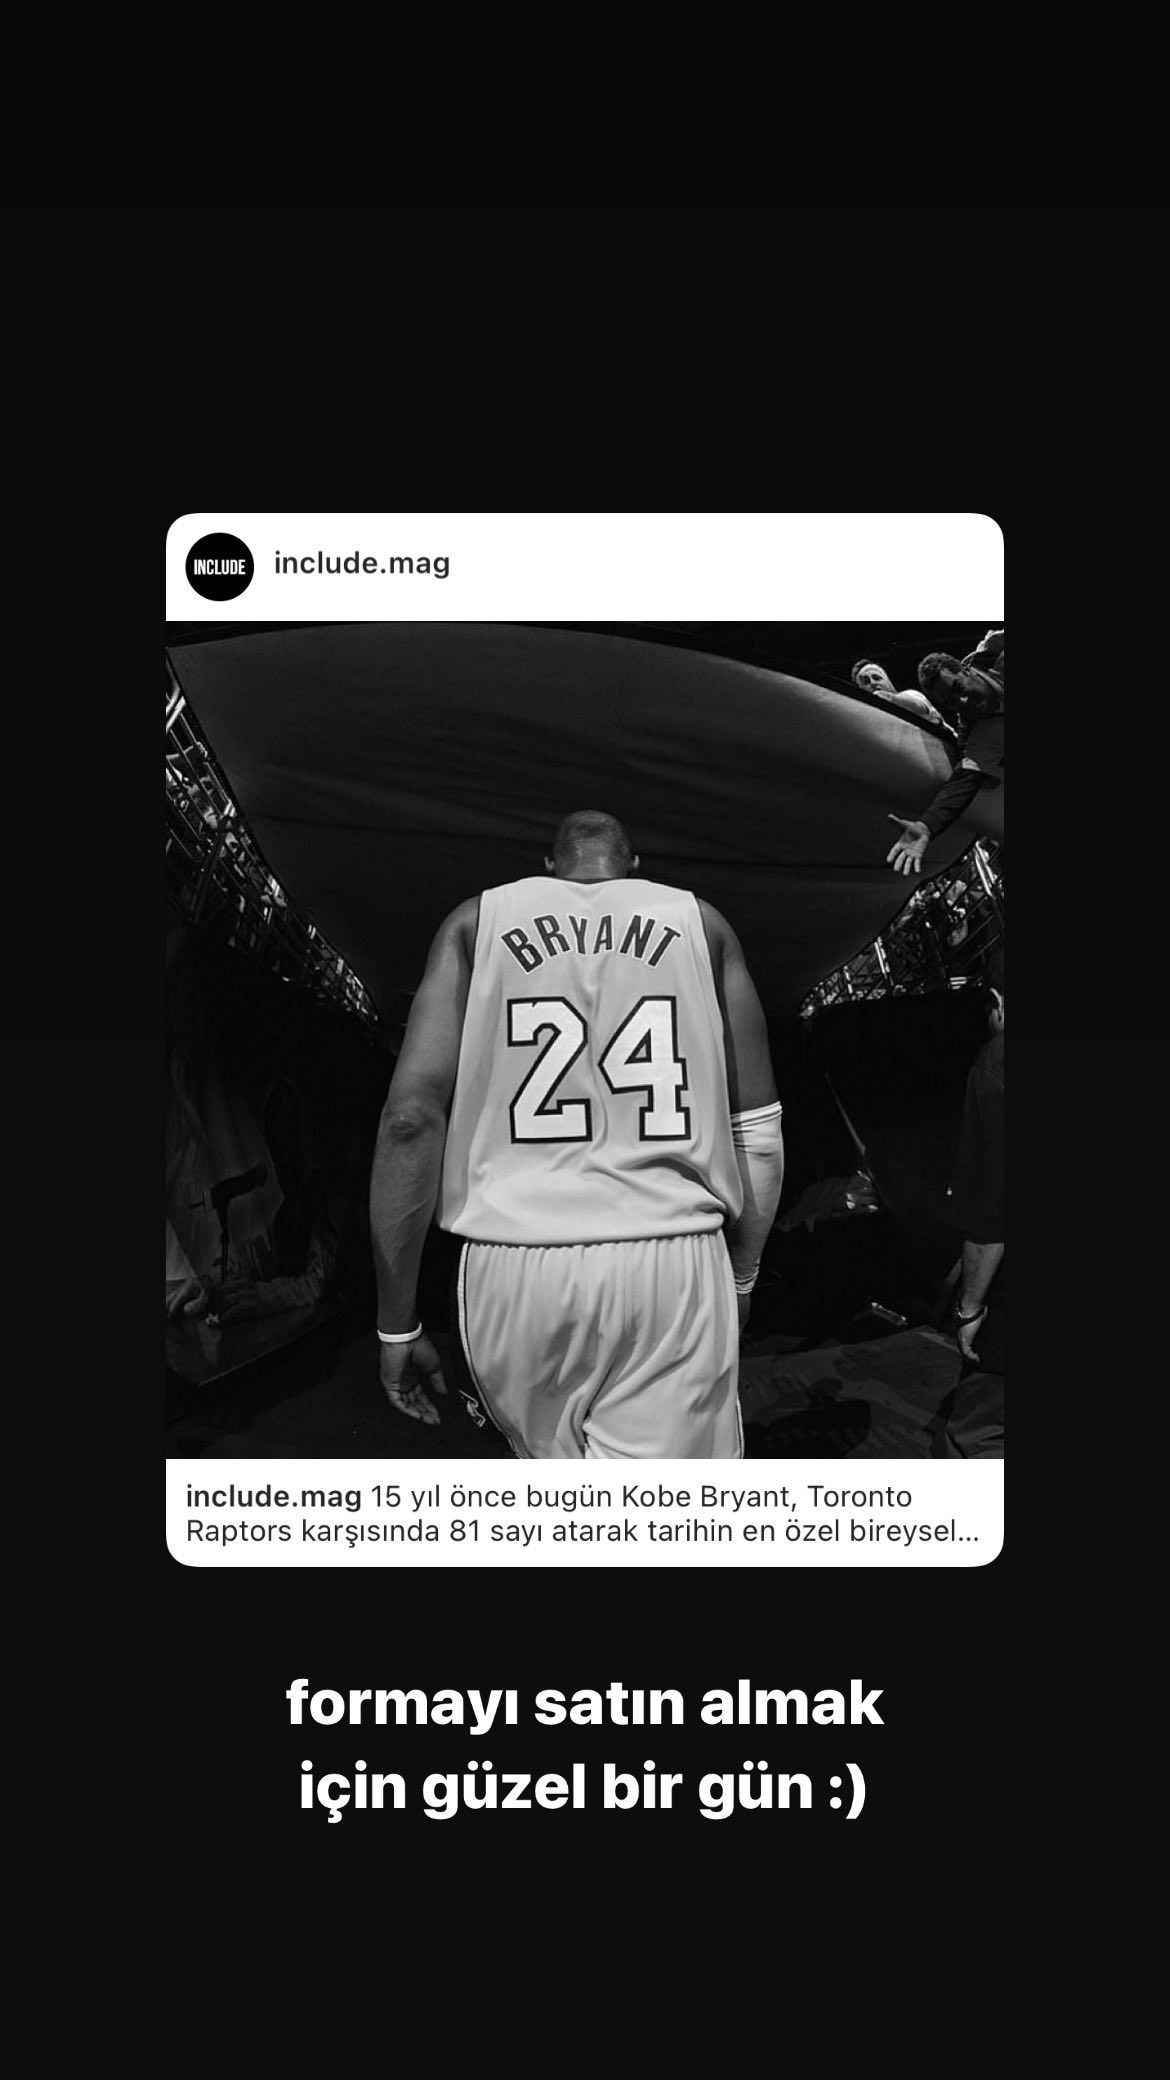 INCLUDE
include.mag
BRYANT
24
include.mag 15 yıl önce bugün Kobe Bryant, Toronto
Raptors karşısında 81 sayı atarak tarihin en özel bireysel...
formayı satın almak
için güzel bir gün :)